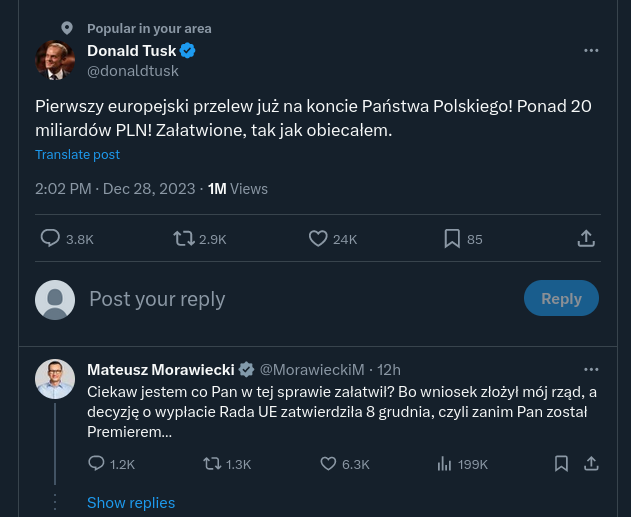 Popular in your area
Donald Tusk
@donaldtusk
Pierwszy europejski przelew już na koncie Państwa Polskiego! Ponad 20
miliardów PLN! Załatwione, tak jak obiecałem.
Translate post
2:02 PM · Dec 28, 2023 · 1M Views
3.8K 2.9K 24K 85
Post your reply Reply
Mateusz Morawiecki @MorawieckiM · 12h
Ciekaw jestem co Pan w tej sprawie załatwił? Bo wniosek złożył mój rząd, a
decyzję o wypłacie Rada UE zatwierdziła 8 grudnia, czyli zanim Pan został
Premierem...
1.2K 1.3K 6.3K 199K
Show replies